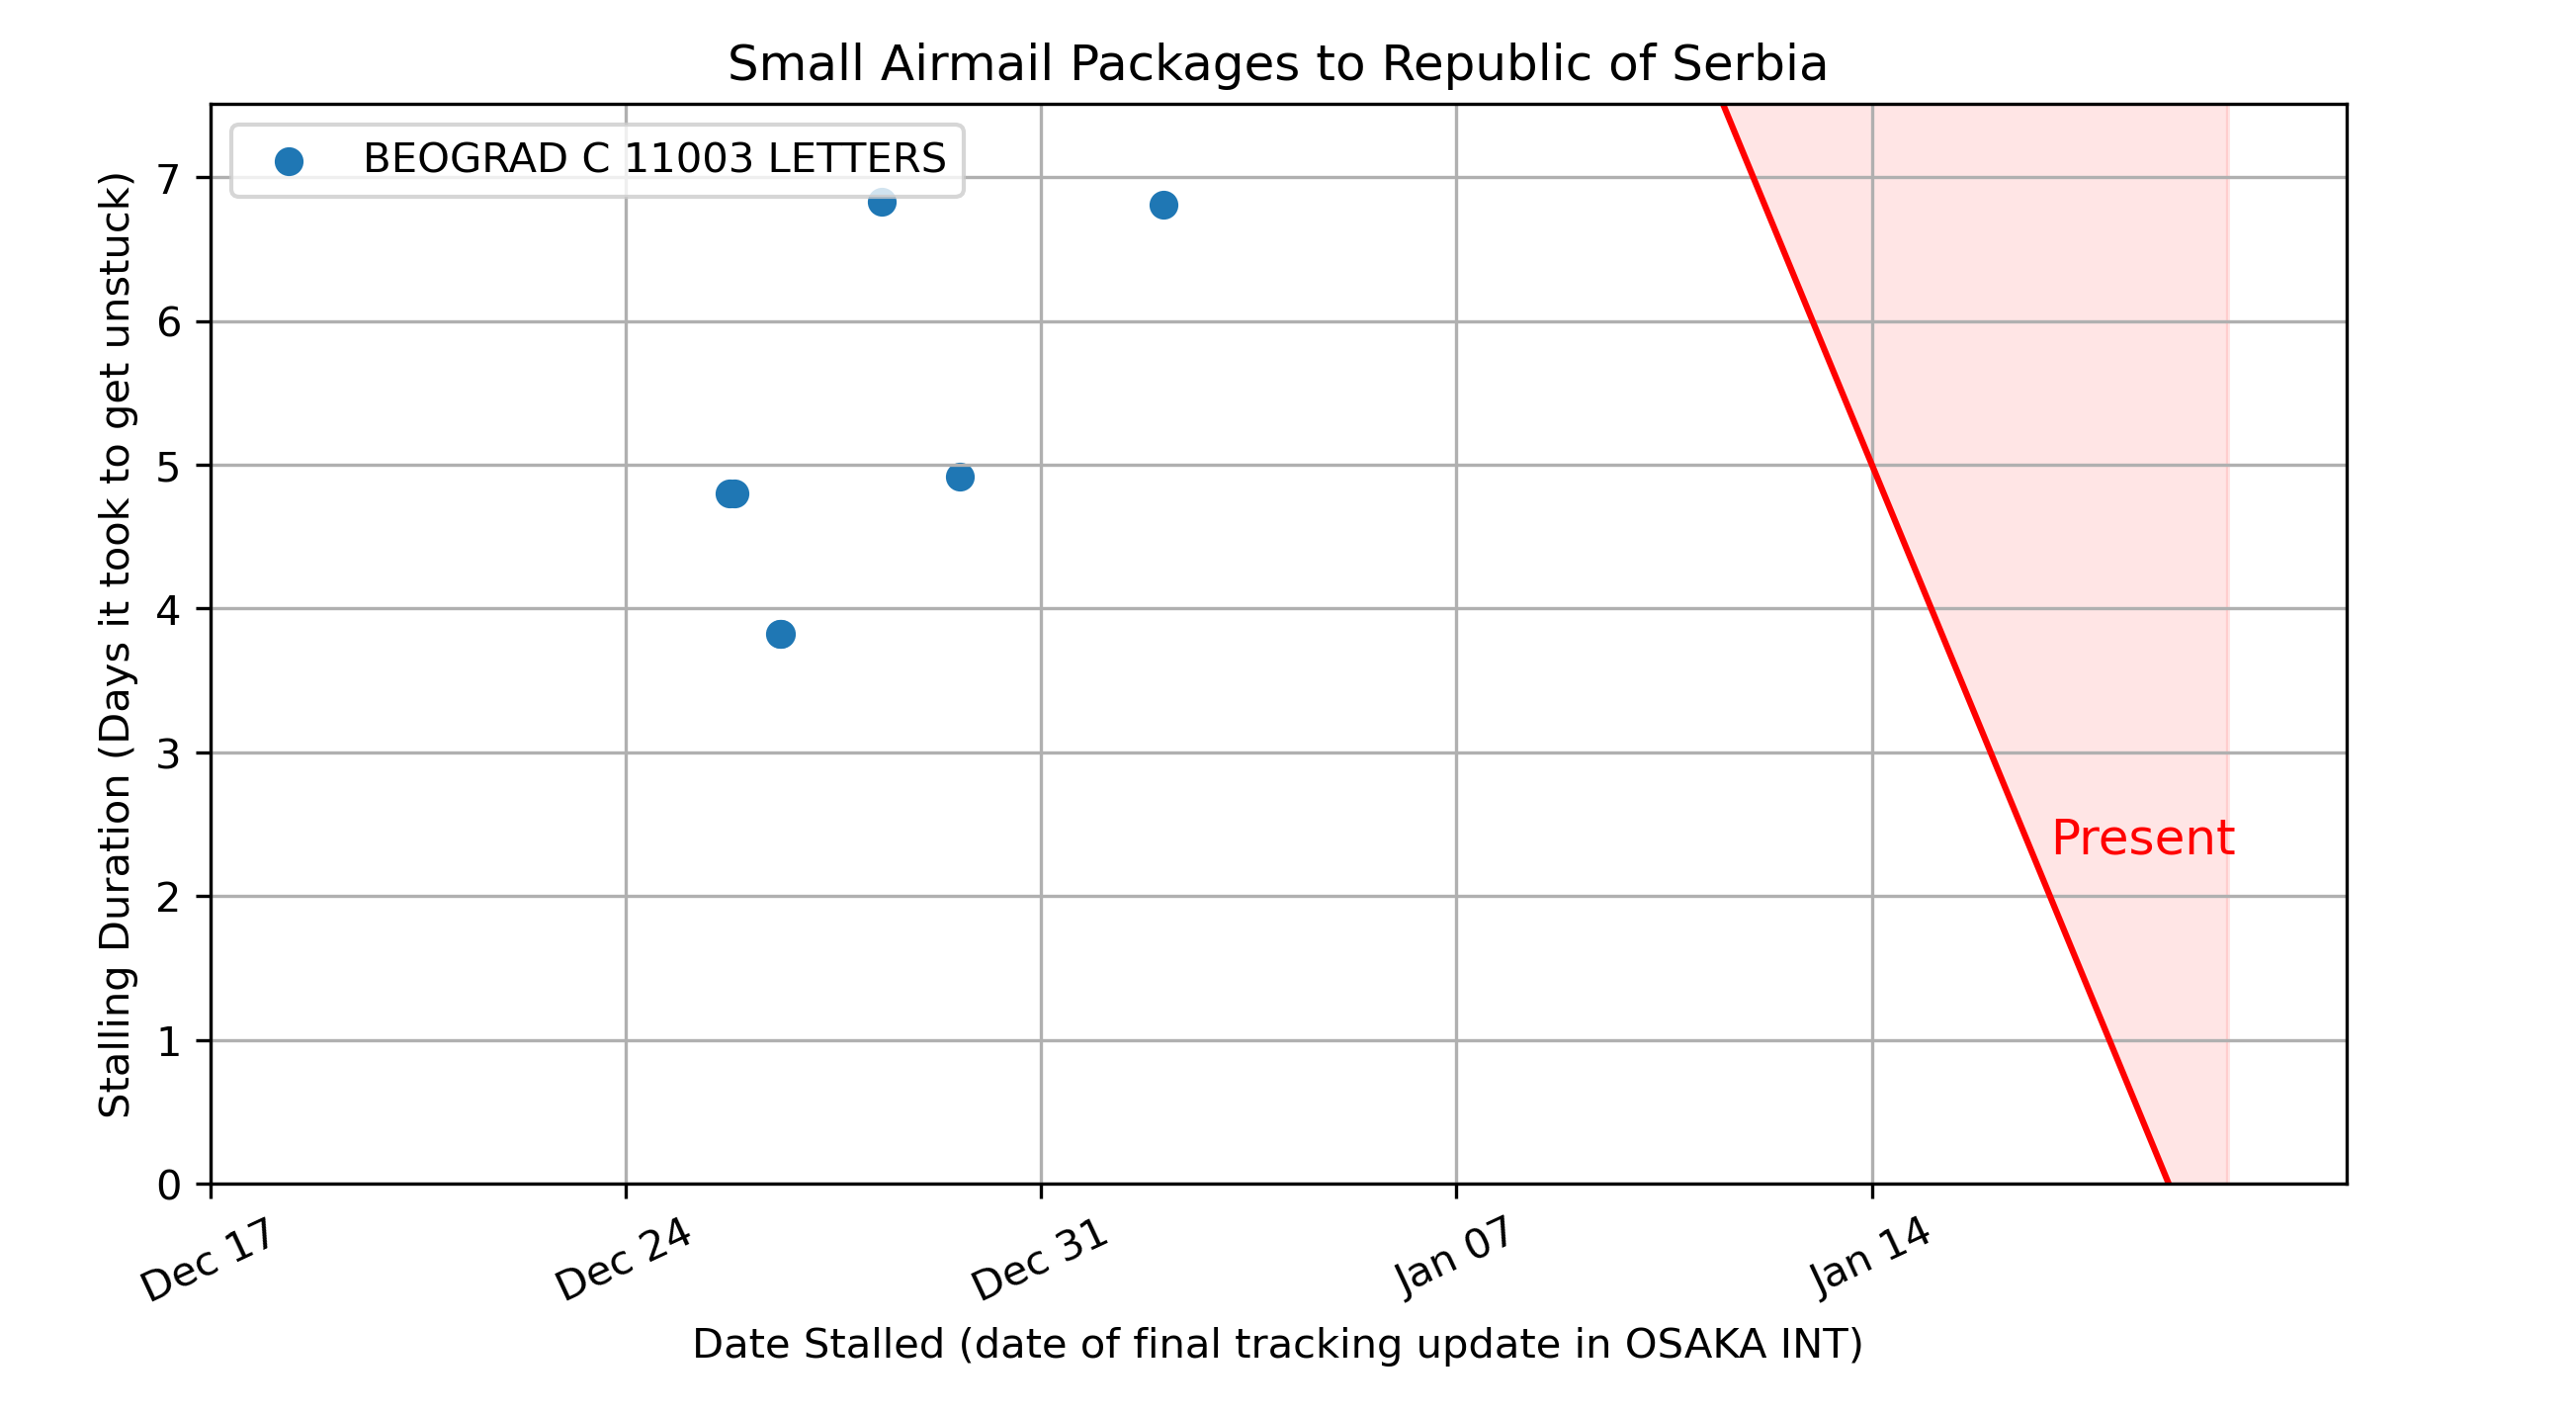 Small Airmail Packages to Republic of Serbia
BEOGRAD C 11003 LETTERS
Stalling Duration (Days it took to get unstuck)
7
6
5
4
3
2
1
0
Present
Dec 17
Dec 24
Dec 31
Jan 07
Jan 14
Date Stalled (date of final tracking update in OSAKA INT)